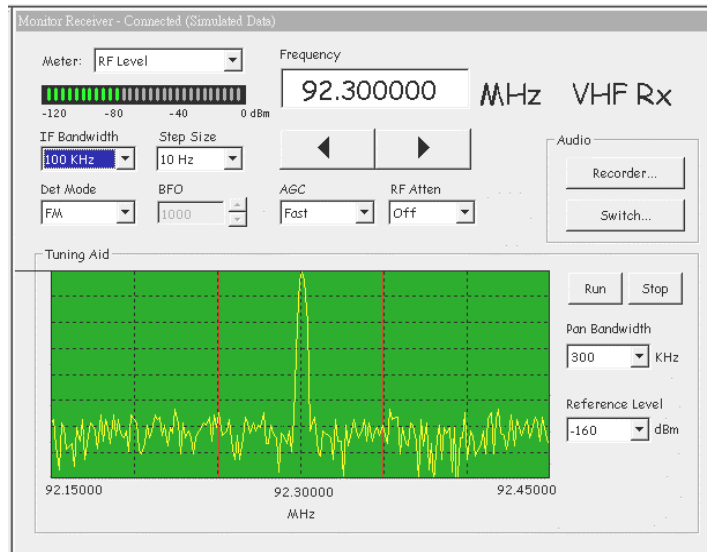 Monitor Receiver - Connected (Simulated Data)
Meter: RF Level
-120 -80 -40 0 dBm
Frequency
92.300000 MHz VHF Rx
IF Bandwidth Step Size
100 KHz 10 Hz
Det Mode BFO AGC RF Atten
FM 1000 Fast Off
Audio
Recorder...
Switch...
Tuning Aid
Run Stop
Pan Bandwidth
300 KHz
Reference Level
-160 dBm
92.15000 92.30000 92.45000
MHz